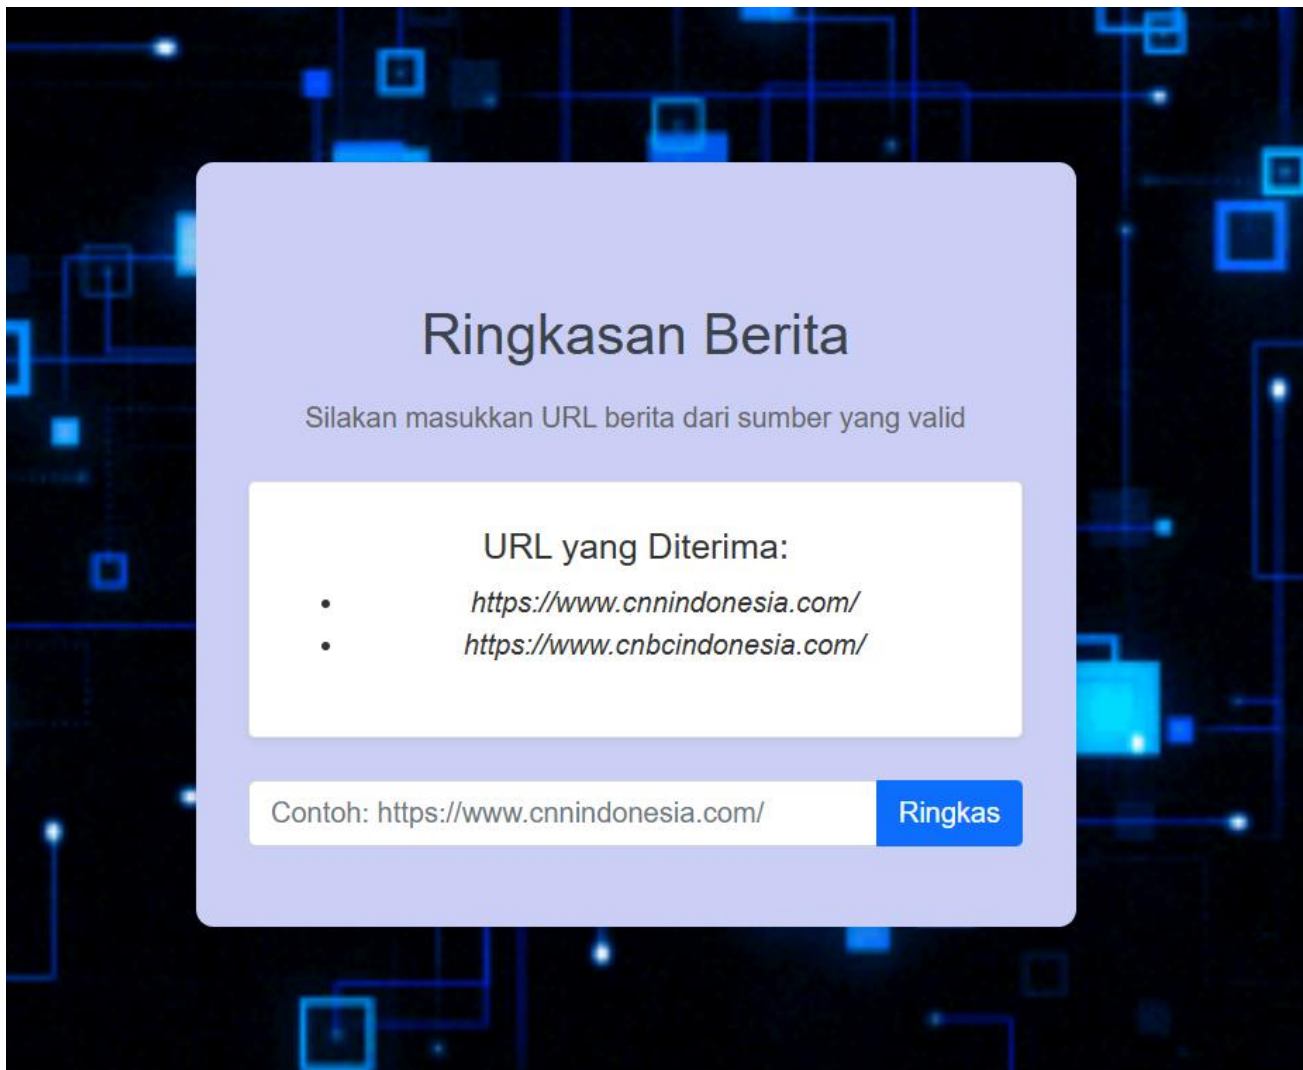 Ringkasan Berita
Silakan masukkan URL berita dari sumber yang valid
URL yang Diterima:
• https://www.cnnindonesia.com/
• https://www.cnbcindonesia.com/
Contoh: https://www.cnnindonesia.com/
Ringkas